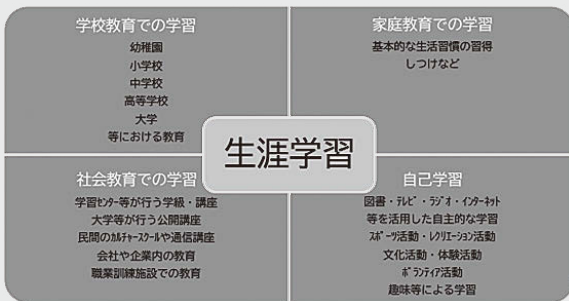 学校教育での学習
幼稚園
小学校
中学校
高等学校
大学
等における教育
家庭教育での学習
基本的な生活習慣の習得
しつけなど
生涯学習
社会教育での学習
学習ｾﾝﾀｰ等が行う学級・講座
大学等が行う公開講座
民間のｶﾙﾁｬｰｽｸｰﾙや通信講座
会社や企業内の教育
職業訓練施設での教育
自己学習
図書・ﾃﾚﾋﾞ・ﾗｼﾞｵ・ｲﾝﾀｰﾈｯﾄ
等を活用した自主的な学習
ｽﾎﾟｰﾂ活動・ﾚｸﾘｴｰｼｮﾝ活動
文化活動・体験活動
ﾎﾞﾗﾝﾃｨｱ活動
趣味等による学習